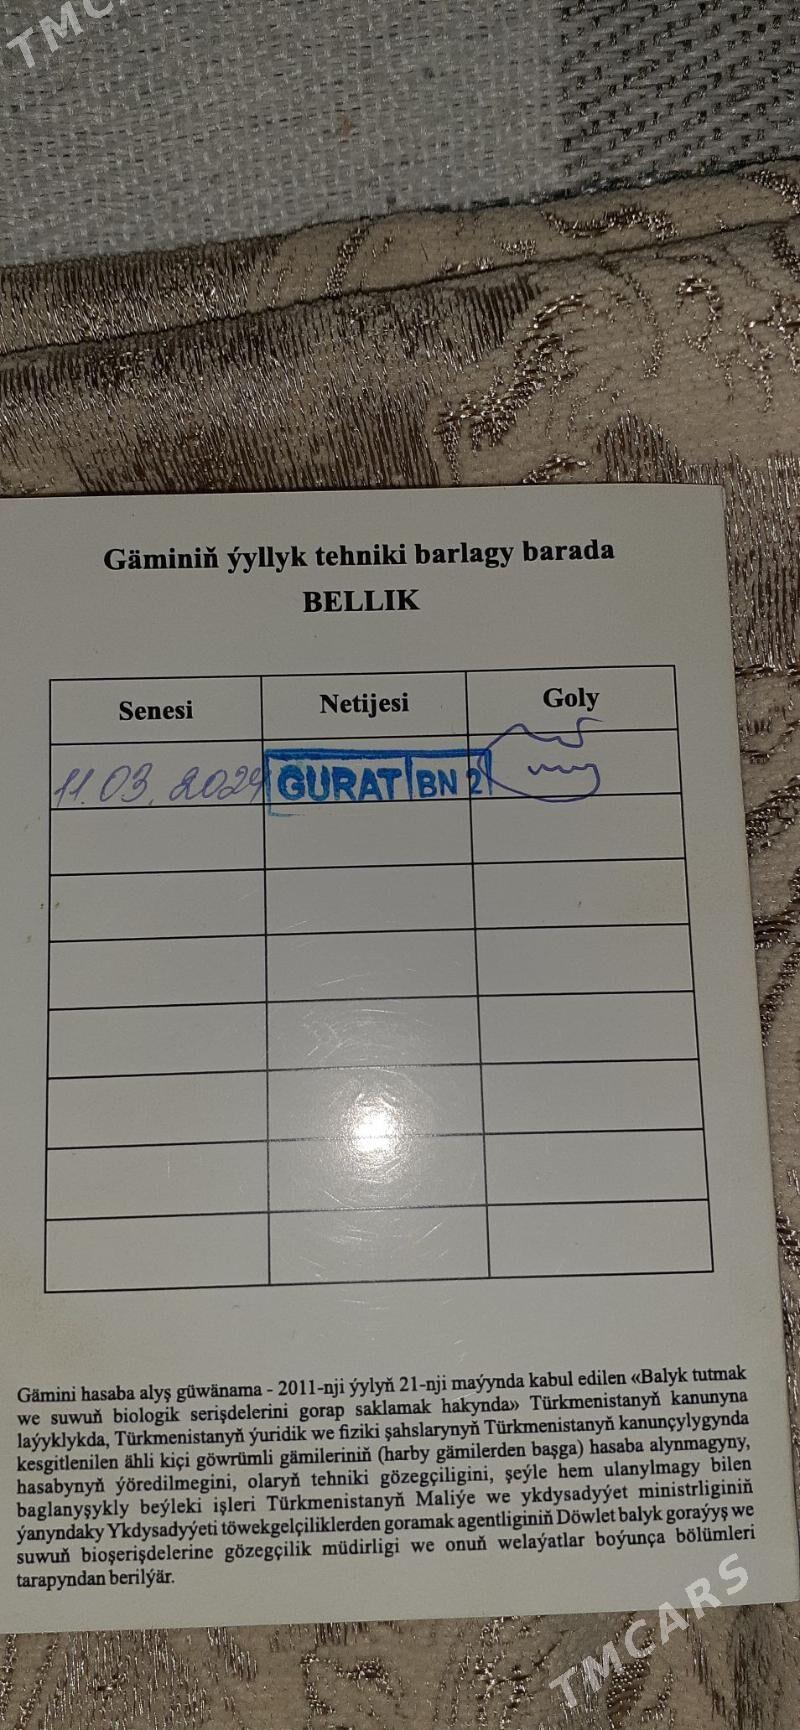 TMCARS
Gäminiň ýyllyk tehniki barlagy barada
BELLIK
Senesi Netijesi Goly
11.03.2024 GURAT BN 2
Gämini hasaba alyş güwänama - 2011-nji ýylyň 21-nji maýynda kabul edilen «Balyk tutmak
we suwuň biologik serişdelerini gorap saklamak hakynda» Türkmenistanyň kanunyna
laýyklykda, Türkmenistanyň ýuridik we fiziki şahslarynyň Türkmenistanyň kanunçylygynda
kesgitlenilen ähli kiçi göwrümli gämileriniň (harby gämilerden başga) hasaba alynmagyny,
hasabynyň ýöredilmegini, olaryň tehniki gözegçiligini, şeýle hem ulanylmagy bilen
baglanyşykly beýleki işleri Türkmenistanyň Maliýe we ykdysadyýet ministrliginiň
ýanyndaky Ykdysadyýeti töwekgelçiliklerden goramak agentliginiň Döwlet balyk goraýyş we
suwuň bioserişdelerine gözegçilik müdirligi we onuň welaýatlar boýunça bölümleri
tarapyndan berilýär.
TMCARS